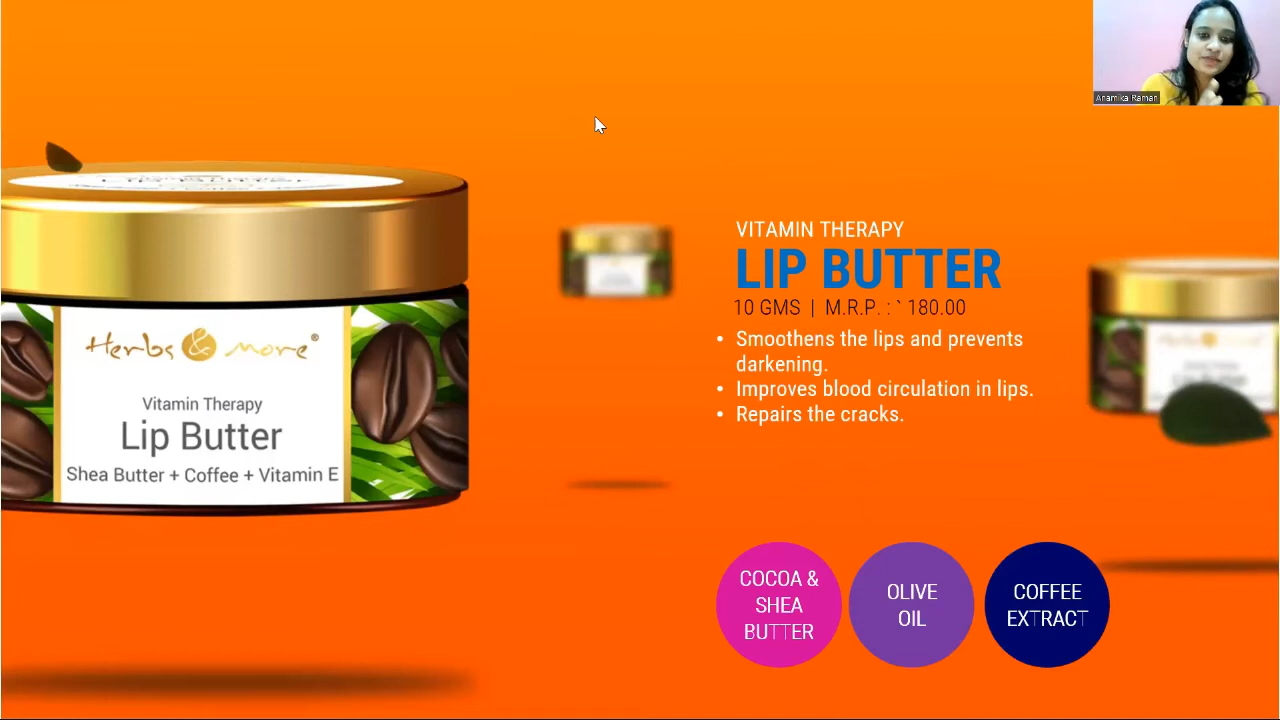 Anamika Raman
VITAMIN THERAPY
LIP BUTTER
10 GMS | M.R.P. : ` 180.00
• Smoothens the lips and prevents
darkening.
• Improves blood circulation in lips.
• Repairs the cracks.
Herbs & more®
Vitamin Therapy
Lip Butter
Shea Butter + Coffee + Vitamin E
COCOA &
SHEA
BUTTER
OLIVE
OIL
COFFEE
EXTRACT